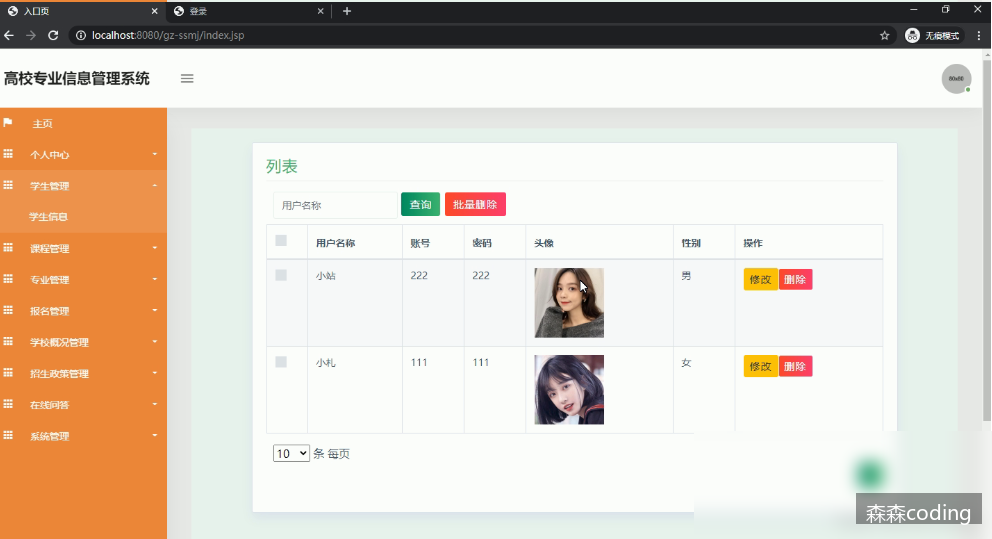 入口页
登录
localhost:8080/gz-ssmj/index.jsp
无痕模式
高校专业信息管理系统
80x80
主页
个人中心
学生管理
学生信息
课程管理
专业管理
报名管理
学校概况管理
招生政策管理
在线问答
系统管理
列表
用户名称 查询 批量删除
用户名称 账号 密码 头像 性别 操作
小站 222 222 男 修改 删除
小札 111 111 女 修改 删除
10 条 每页
森森coding